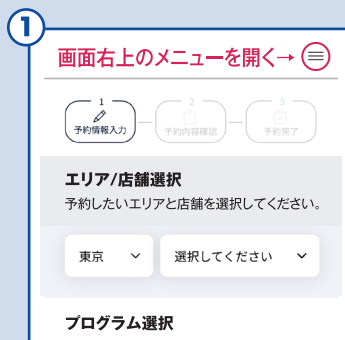 1
画面右上のメニューを開く→
1 2 3
予約情報入力 予約内容確認 予約完了
エリア/店舗選択
予約したいエリアと店舗を選択してください。
東京 選択してください
プログラム選択